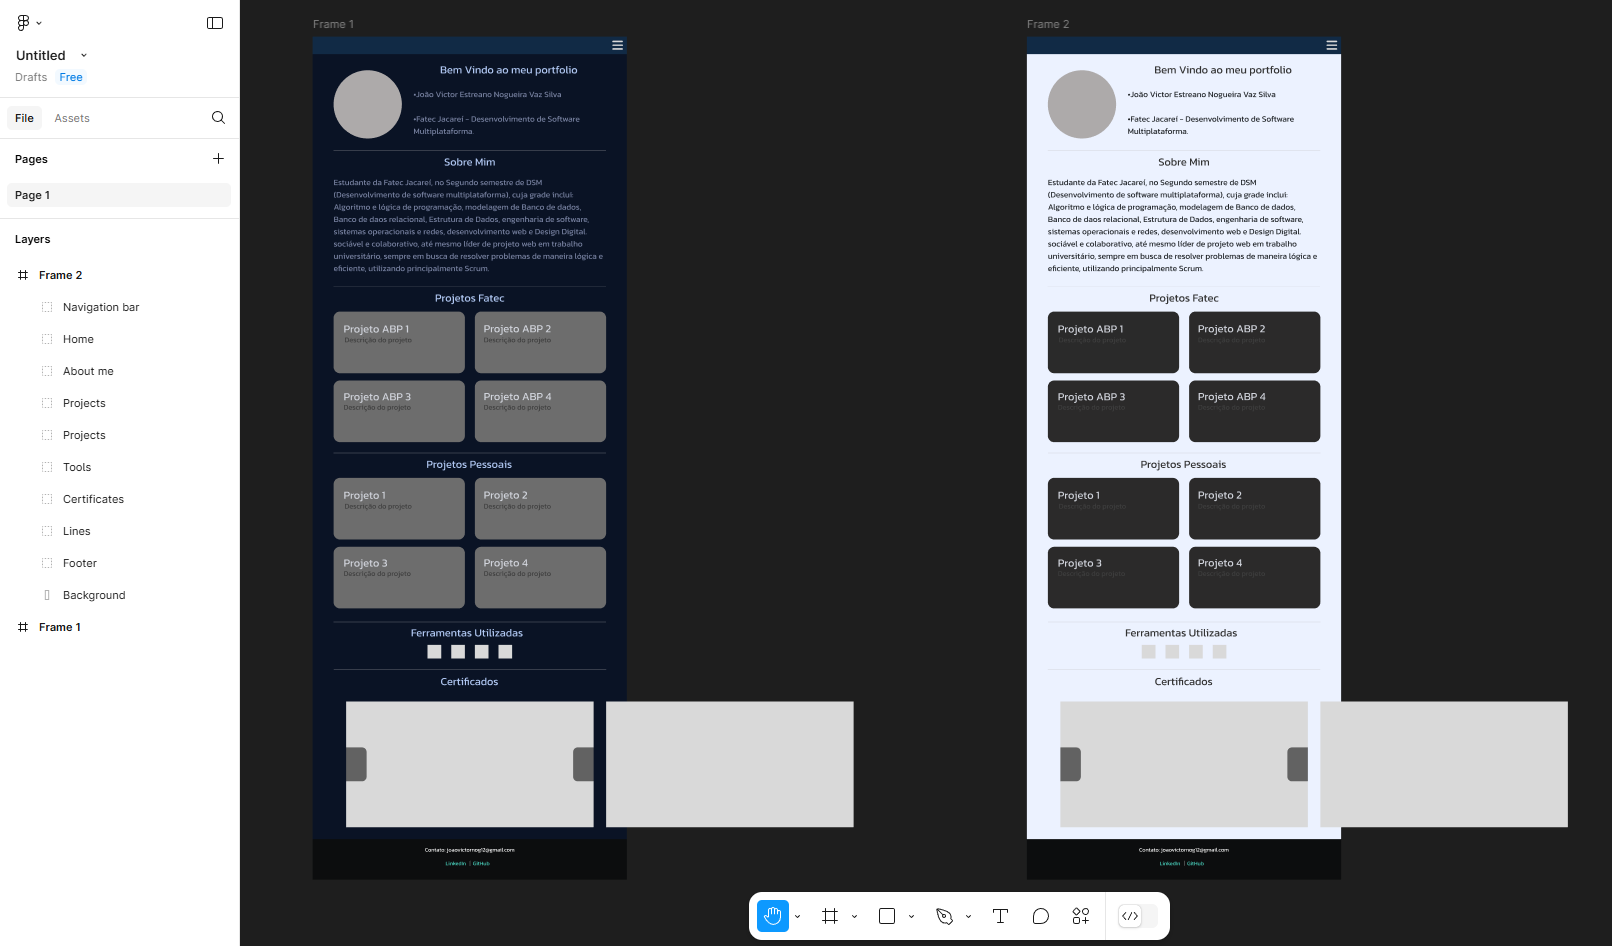 Untitled
Drafts Free
File Assets
Pages
Page 1
Layers
Frame 2
Navigation bar
Home
About me
Projects
Projects
Tools
Certificates
Lines
Footer
Background
Frame 1
Frame 1
Bem Vindo ao meu portfolio
•João Victor Estreano Nogueira Vaz Silva
•Fatec Jacareí - Desenvolvimento de Software
Multiplataforma.
Sobre Mim
Estudante da Fatec Jacareí, no Segundo semestre de DSM
(Desenvolvimento de software multiplataforma), cuja grade inclui:
Algoritmo e lógica de programação, modelagem de Banco de dados,
Banco de daos relacional, Estrutura de Dados, engenharia de software,
sistemas operacionais e redes, desenvolvimento web e Design Digital.
sociável e colaborativo, até mesmo líder de projeto web em trabalho
universitário, sempre em busca de resolver problemas de maneira lógica e
eficiente, utilizando principalmente Scrum.
Projetos Fatec
Projeto ABP 1
Descrição do projeto
Projeto ABP 2
Descrição do projeto
Projeto ABP 3
Descrição do projeto
Projeto ABP 4
Descrição do projeto
Projetos Pessoais
Projeto 1
Descrição do projeto
Projeto 2
Descrição do projeto
Projeto 3
Descrição do projeto
Projeto 4
Descrição do projeto
Ferramentas Utilizadas
Certificados
Contato: joaovictornog12@gmail.com
LinkedIn | GitHub
Frame 2
Bem Vindo ao meu portfolio
•João Victor Estreano Nogueira Vaz Silva
•Fatec Jacareí - Desenvolvimento de Software
Multiplataforma.
Sobre Mim
Estudante da Fatec Jacareí, no Segundo semestre de DSM
(Desenvolvimento de software multiplataforma), cuja grade inclui:
Algoritmo e lógica de programação, modelagem de Banco de dados,
Banco de daos relacional, Estrutura de Dados, engenharia de software,
sistemas operacionais e redes, desenvolvimento web e Design Digital.
sociável e colaborativo, até mesmo líder de projeto web em trabalho
universitário, sempre em busca de resolver problemas de maneira lógica e
eficiente, utilizando principalmente Scrum.
Projetos Fatec
Projeto ABP 1
Descrição do projeto
Projeto ABP 2
Descrição do projeto
Projeto ABP 3
Descrição do projeto
Projeto ABP 4
Descrição do projeto
Projetos Pessoais
Projeto 1
Descrição do projeto
Projeto 2
Descrição do projeto
Projeto 3
Descrição do projeto
Projeto 4
Descrição do projeto
Ferramentas Utilizadas
Certificados
Contato: joaovictornog12@gmail.com
LinkedIn | GitHub